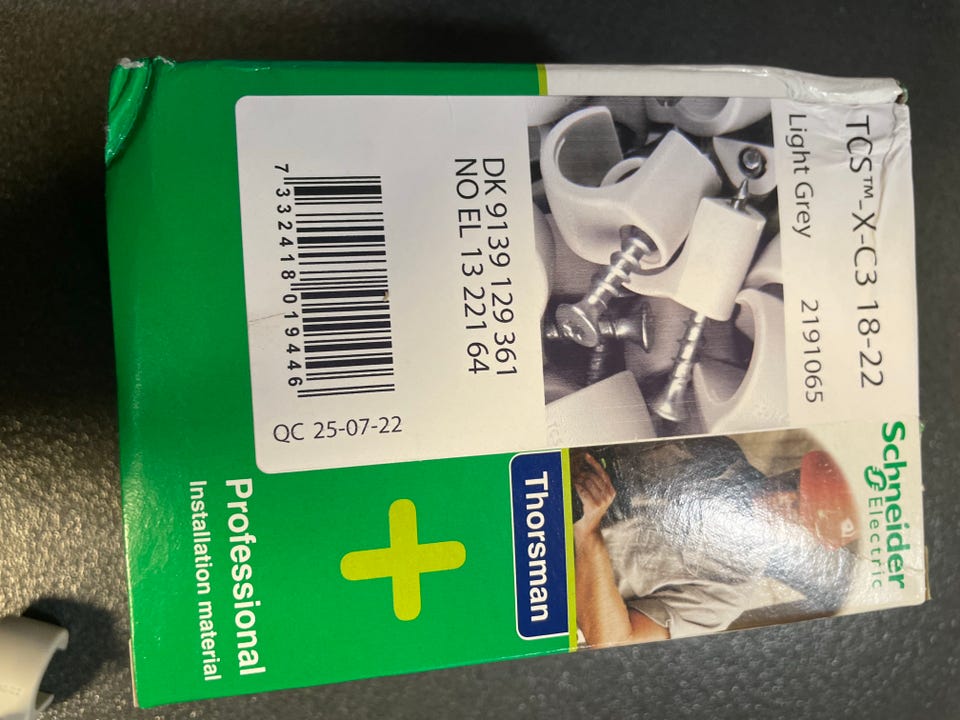 TCS™-X-C3 18-22
Light Grey 2191065
Schneider
Electric
DK 9139 129 361
NO EL 13 221 64
7 332418 019446
QC 25-07-22
Thorsman
Professional
Installation material